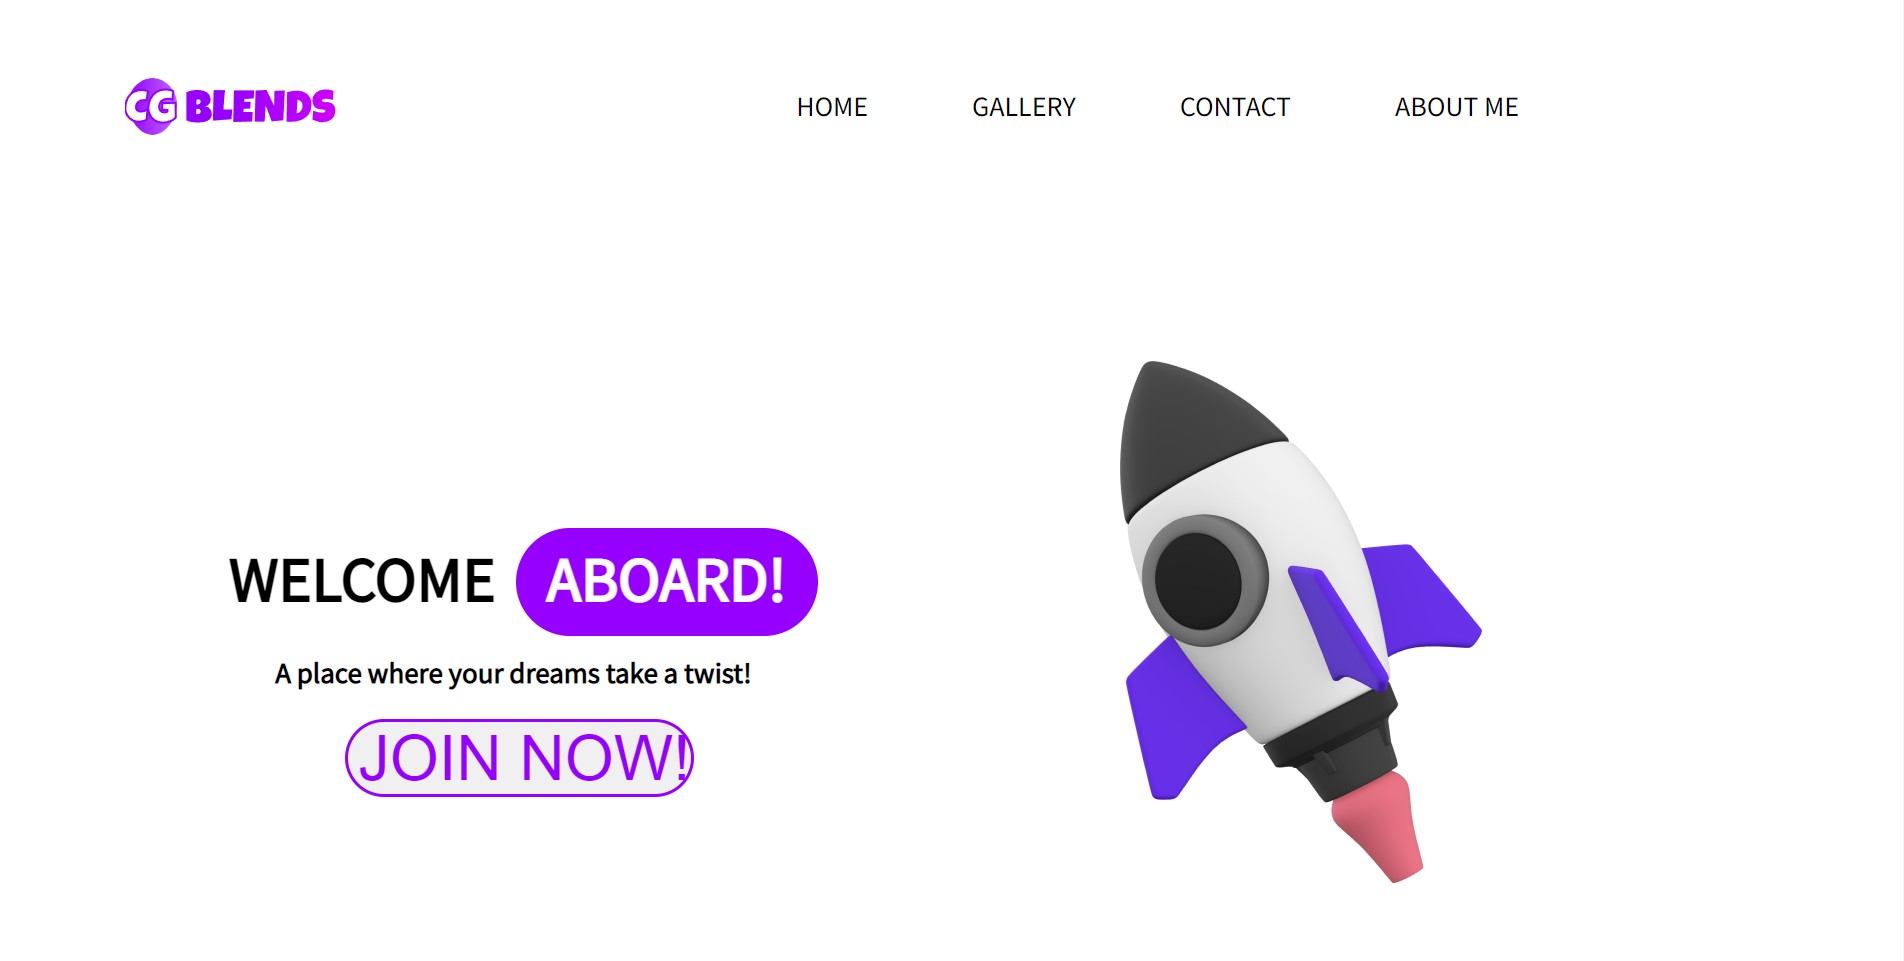 CG BLENDS
HOME GALLERY CONTACT ABOUT ME
WELCOME ABOARD!
A place where your dreams take a twist!
JOIN NOW!